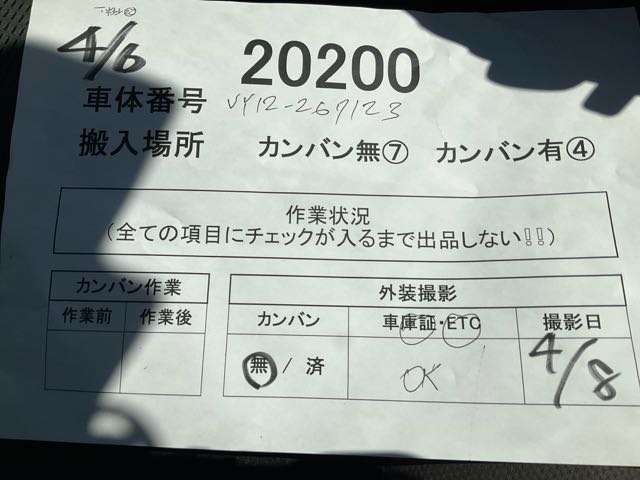 4/6
20200
車体番号 VY12-267123
搬入場所 カンバン無⑦ カンバン有④
作業状況
(全ての項目にチェックが入るまで出品しない!!)
カンバン作業 外装撮影
作業前 作業後 カンバン 車庫証・ETC 撮影日
無 / 済 OK 4/8